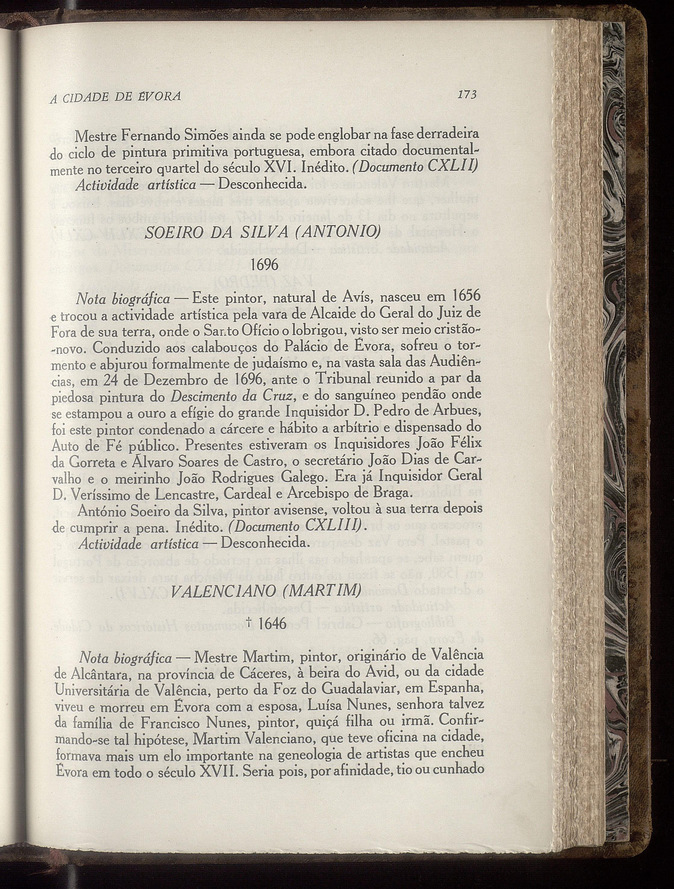 A CIDADE DE ÉVORA 173
Mestre Fernando Simões ainda se pode englobar na fase derradeira
do ciclo de pintura primitiva portuguesa, embora citado documental-
mente no terceiro quartel do século XVI. Inédito. (Documento CXLII)
Actividade artística — Desconhecida.
SOEIRO DA SILVA (ANTONIO)
1696
Nota biográfica — Este pintor, natural de Avís, nasceu em 1656
e trocou a actividade artística pela vara de Alcaide do Geral do Juiz de
Fora de sua terra, onde o Santo Ofício o lobrigou, visto ser meio cristão-
-novo. Conduzido aos calabouços do Palácio de Évora, sofreu o tor-
mento e abjurou formalmente de judaísmo e, na vasta sala das Audiên-
cias, em 24 de Dezembro de 1696, ante o Tribunal reunido a par da
piedosa pintura do Descimento da Cruz, e do sanguíneo pendão onde
se estampou a ouro a efígie do grande Inquisidor D. Pedro de Arbues,
foi este pintor condenado a cárcere e hábito a arbítrio e dispensado do
Auto de Fé público. Presentes estiveram os Inquisidores João Félix
da Gorreta e Álvaro Soares de Castro, o secretário João Dias de Car-
valho e o meirinho João Rodrigues Galego. Era já Inquisidor Geral
D. Veríssimo de Lencastre, Cardeal e Arcebispo de Braga.
António Soeiro da Silva, pintor avisense, voltou à sua terra depois
de cumprir a pena. Inédito. (Documento CXLIII).
Actividade artística — Desconhecida.
VALENCIANO (MARTIM)
† 1646
Nota biográfica — Mestre Martim, pintor, originário de Valência
de Alcântara, na província de Cáceres, à beira do Avid, ou da cidade
Universitária de Valência, perto da Foz do Guadalaviar, em Espanha,
viveu e morreu em Évora com a esposa, Luísa Nunes, senhora talvez
da família de Francisco Nunes, pintor, quiçá filha ou irmã. Confir-
mando-se tal hipótese, Martim Valenciano, que teve oficina na cidade,
formava mais um elo importante na geneologia de artistas que encheu
Évora em todo o século XVII. Seria pois, por afinidade, tio ou cunhado